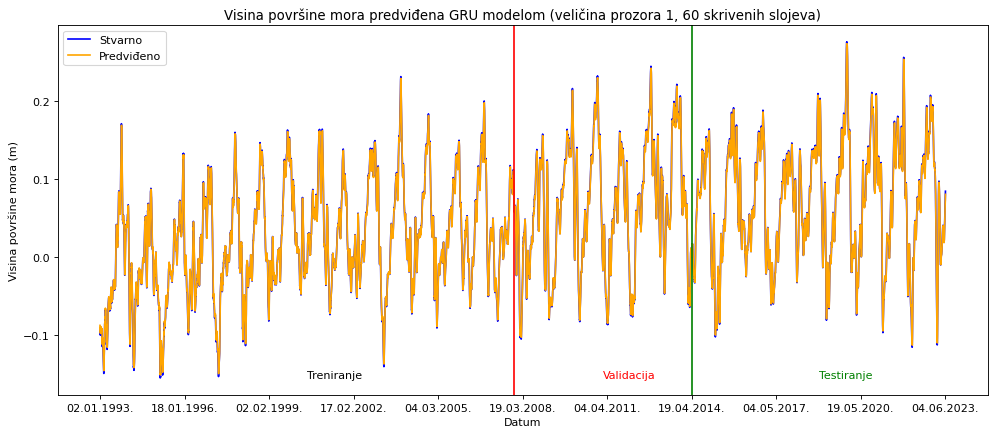 Visina površine mora predviđena GRU modelom (veličina prozora 1, 60 skrivenih slojeva)
Stvarno
Predviđeno
Visina površine mora (m)
0.2
0.1
0.0
−0.1
Treniranje
Validacija
Testiranje
02.01.1993. 18.01.1996. 02.02.1999. 17.02.2002. 04.03.2005. 19.03.2008. 04.04.2011. 19.04.2014. 04.05.2017. 19.05.2020. 04.06.2023.
Datum